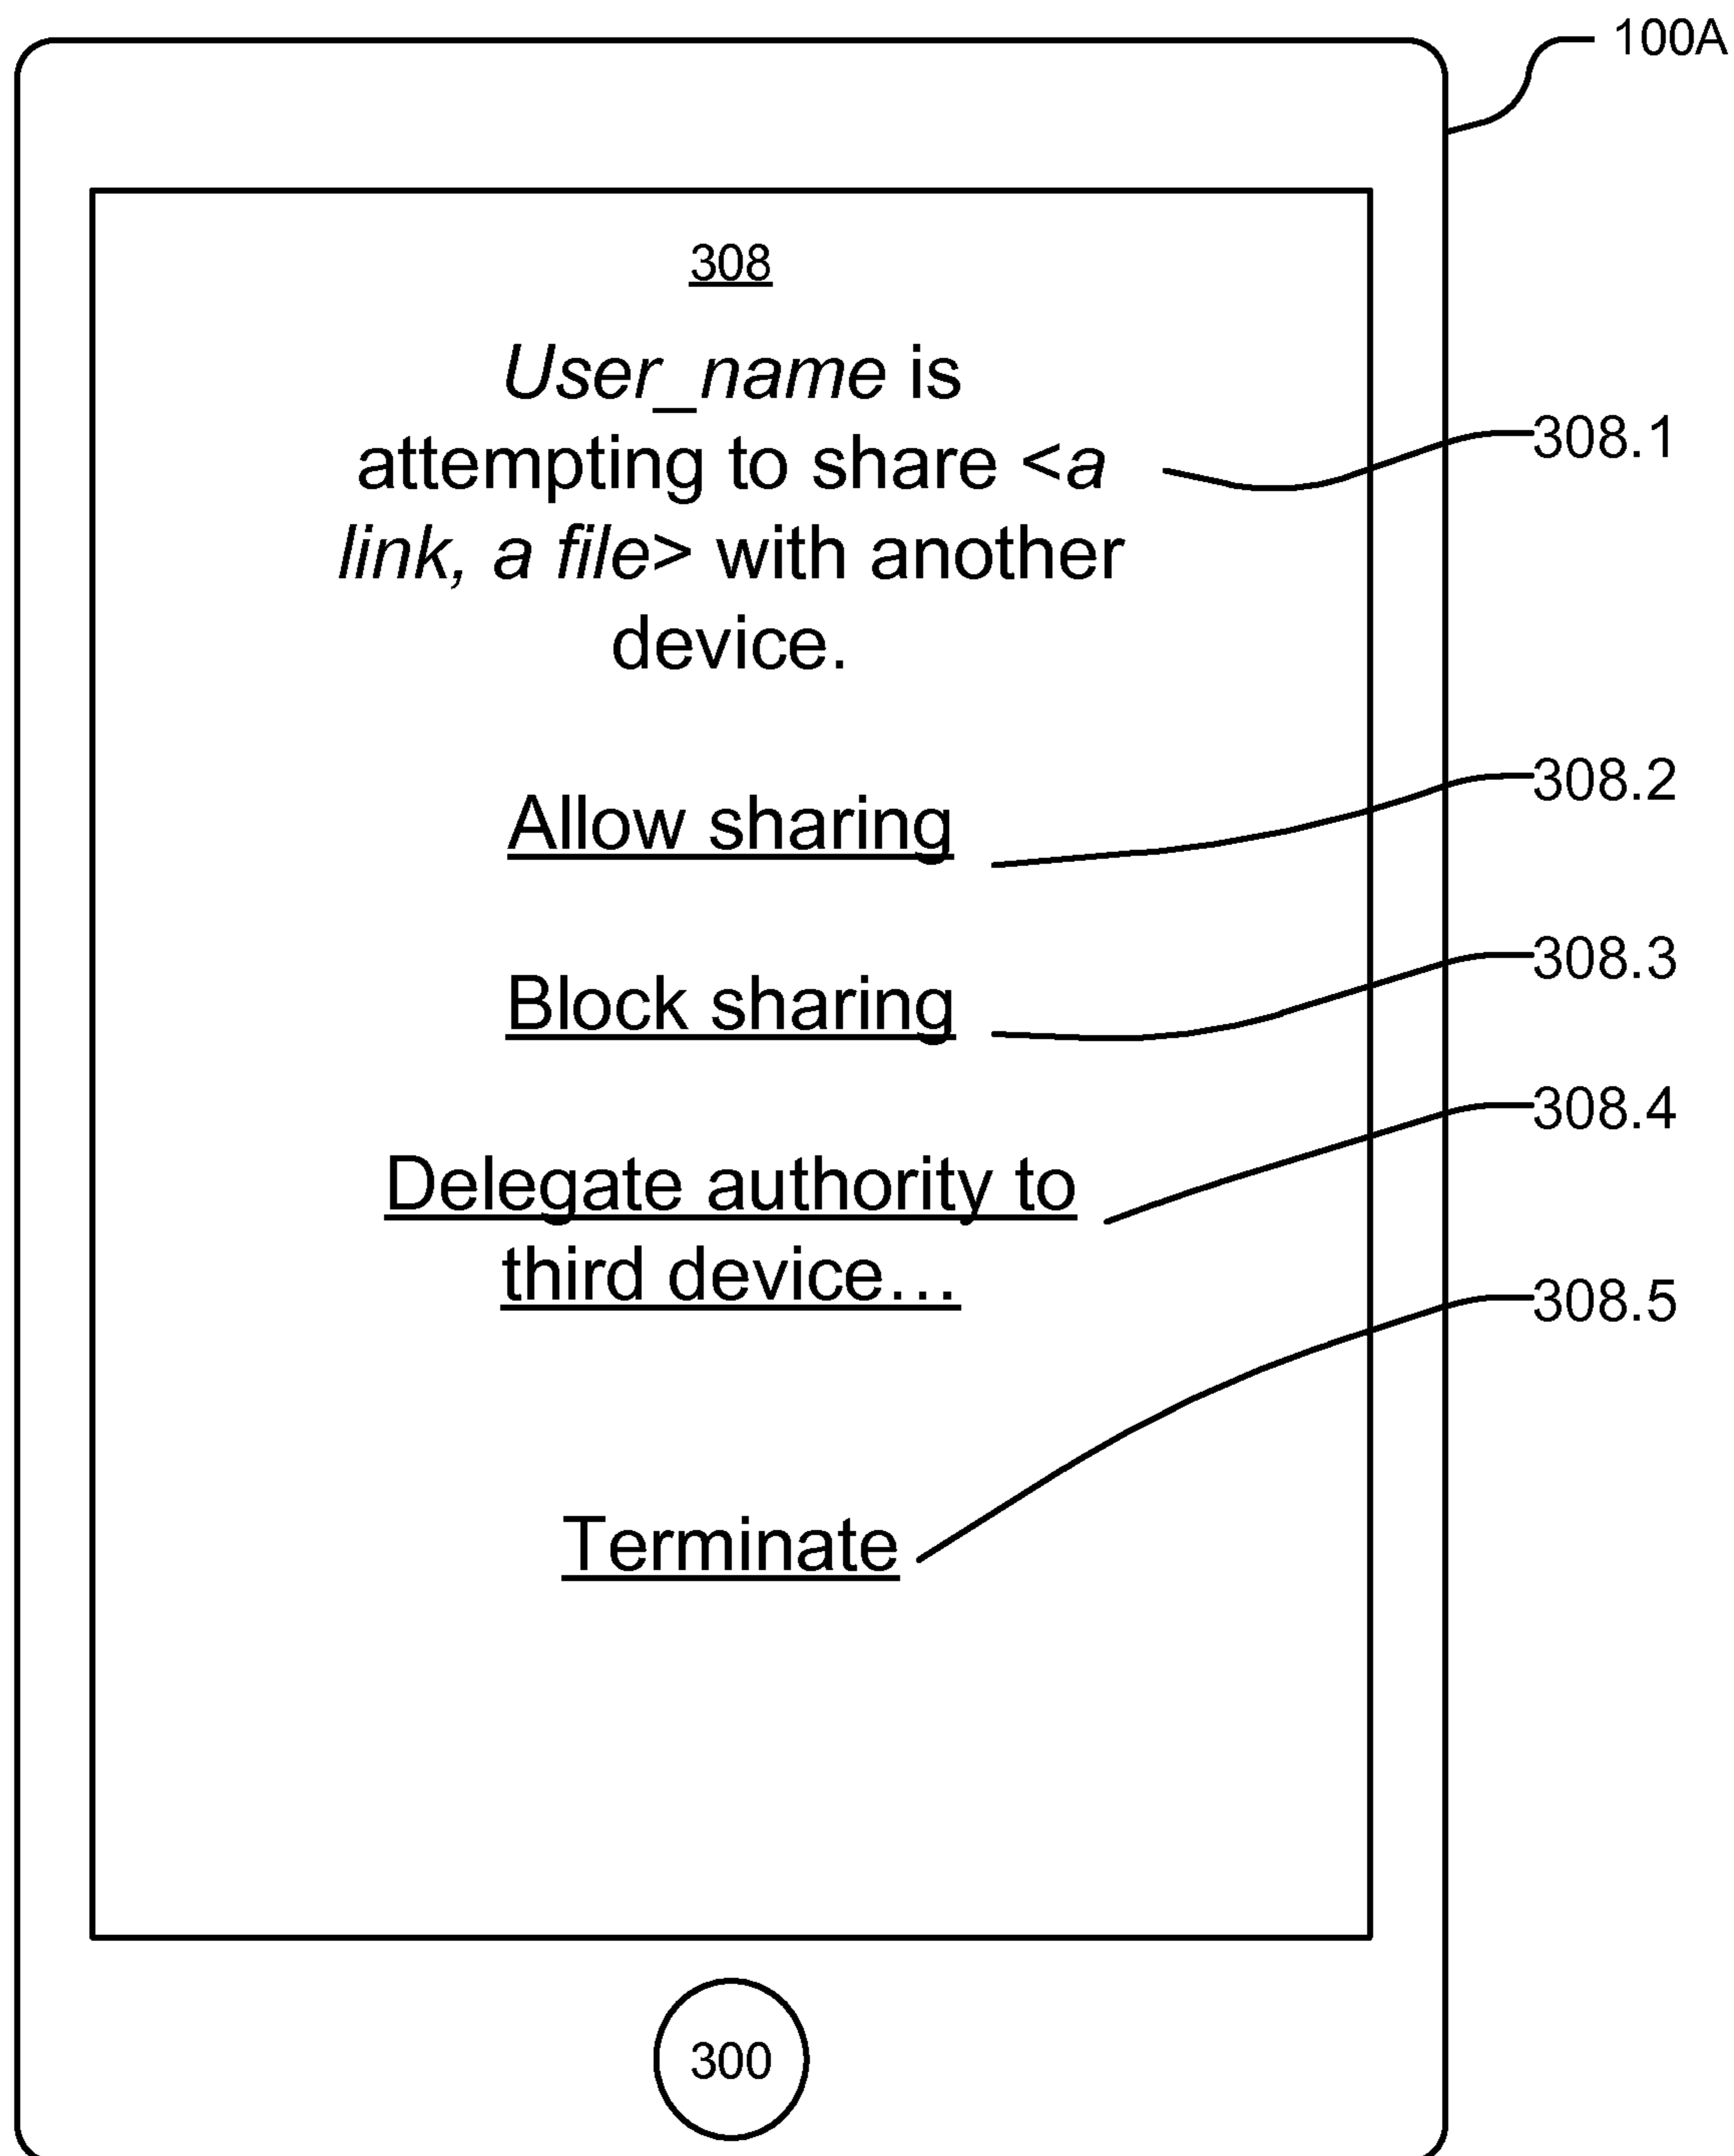 100A
308
User_name is
attempting to share <a
308.1
link, a file> with another
device.
308.2
Allow sharing
308.3
Block sharing
308.4
Delegate authority to
third device...
308.5
Terminate
300